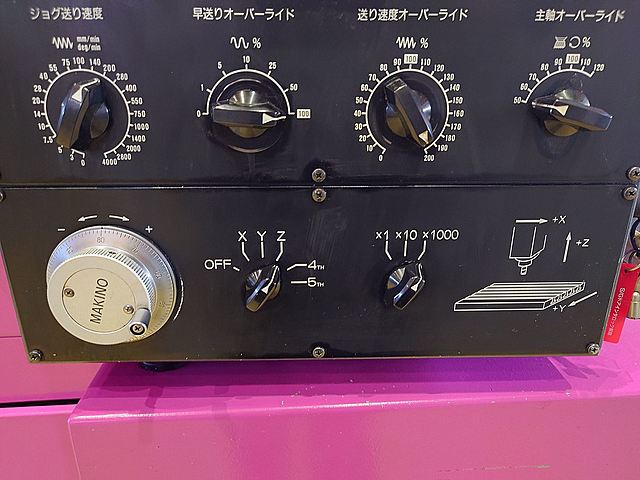 ジョグ送り速度
mm/min
deg/min
0 3 5 7.5 10 14 20 28 40 55 75 100 140 200 280 400 550 750 1000 1400 2000 2800 4000
早送りオーバーライド
%
0 1 5 10 25 50 100
送り速度オーバーライド
%
0 10 20 30 40 50 60 70 80 90 100 110 120 130 140 150 160 170 180 190 200
主軸オーバーライド
%
50 60 70 80 90 100 110 120
− +
80
MAKINO
OFF X Y Z 4TH 5TH
×1 ×10 ×1000
+X
+Z
+Y